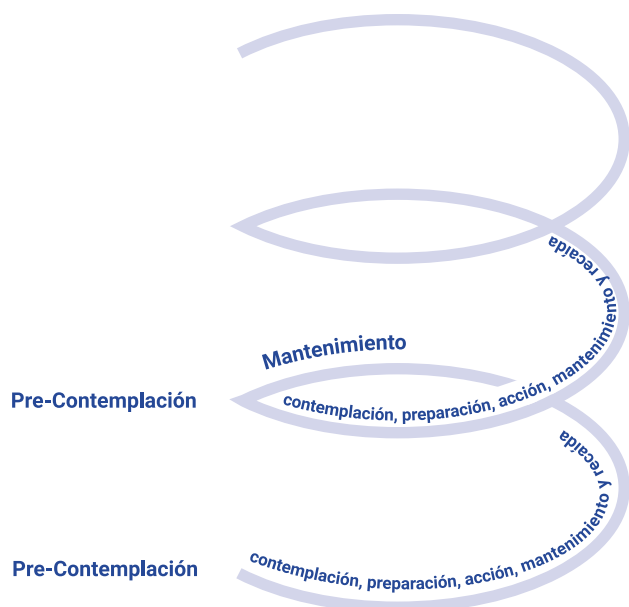 Mantenimiento
Pre-Contemplación
contemplación, preparación, acción, mantenimiento y recaída
Pre-Contemplación
contemplación, preparación, acción, mantenimiento y recaída